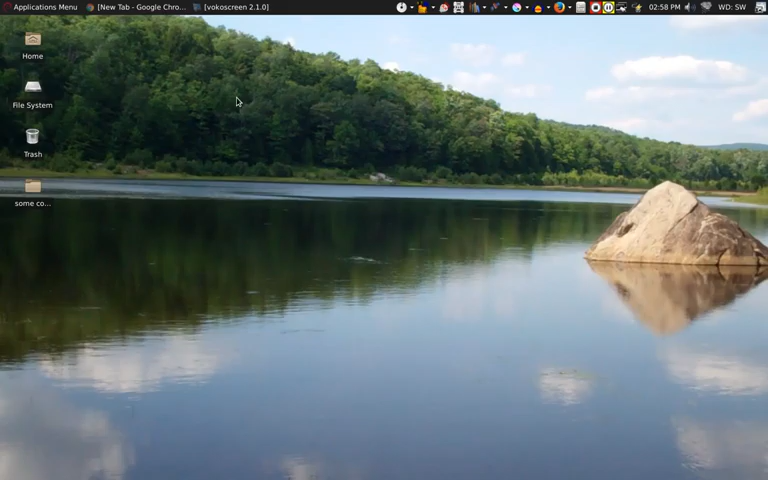 Applications Menu [New Tab - Google Chro... [vokoscreen 2.1.0] 02:58 PM WD: SW
Home
File System
Trash
some co...